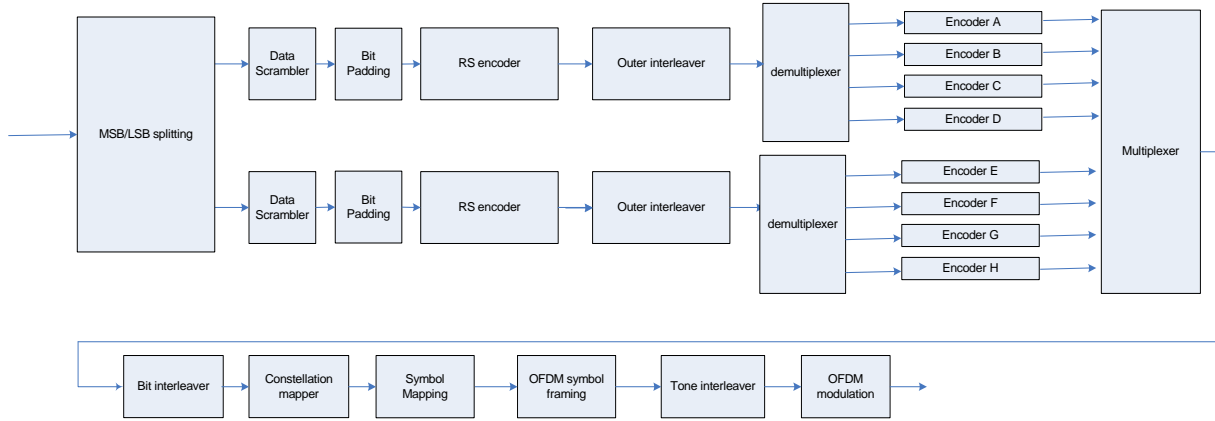 MSB/LSB splitting
Data
Scrambler
Bit
Padding
RS encoder
Outer interleaver
demultiplexer
Encoder A
Encoder B
Encoder C
Encoder D
Data
Scrambler
Bit
Padding
RS encoder
Outer interleaver
demultiplexer
Encoder E
Encoder F
Encoder G
Encoder H
Multiplexer
Bit interleaver
Constellation
mapper
Symbol
Mapping
OFDM symbol
framing
Tone interleaver
OFDM
modulation